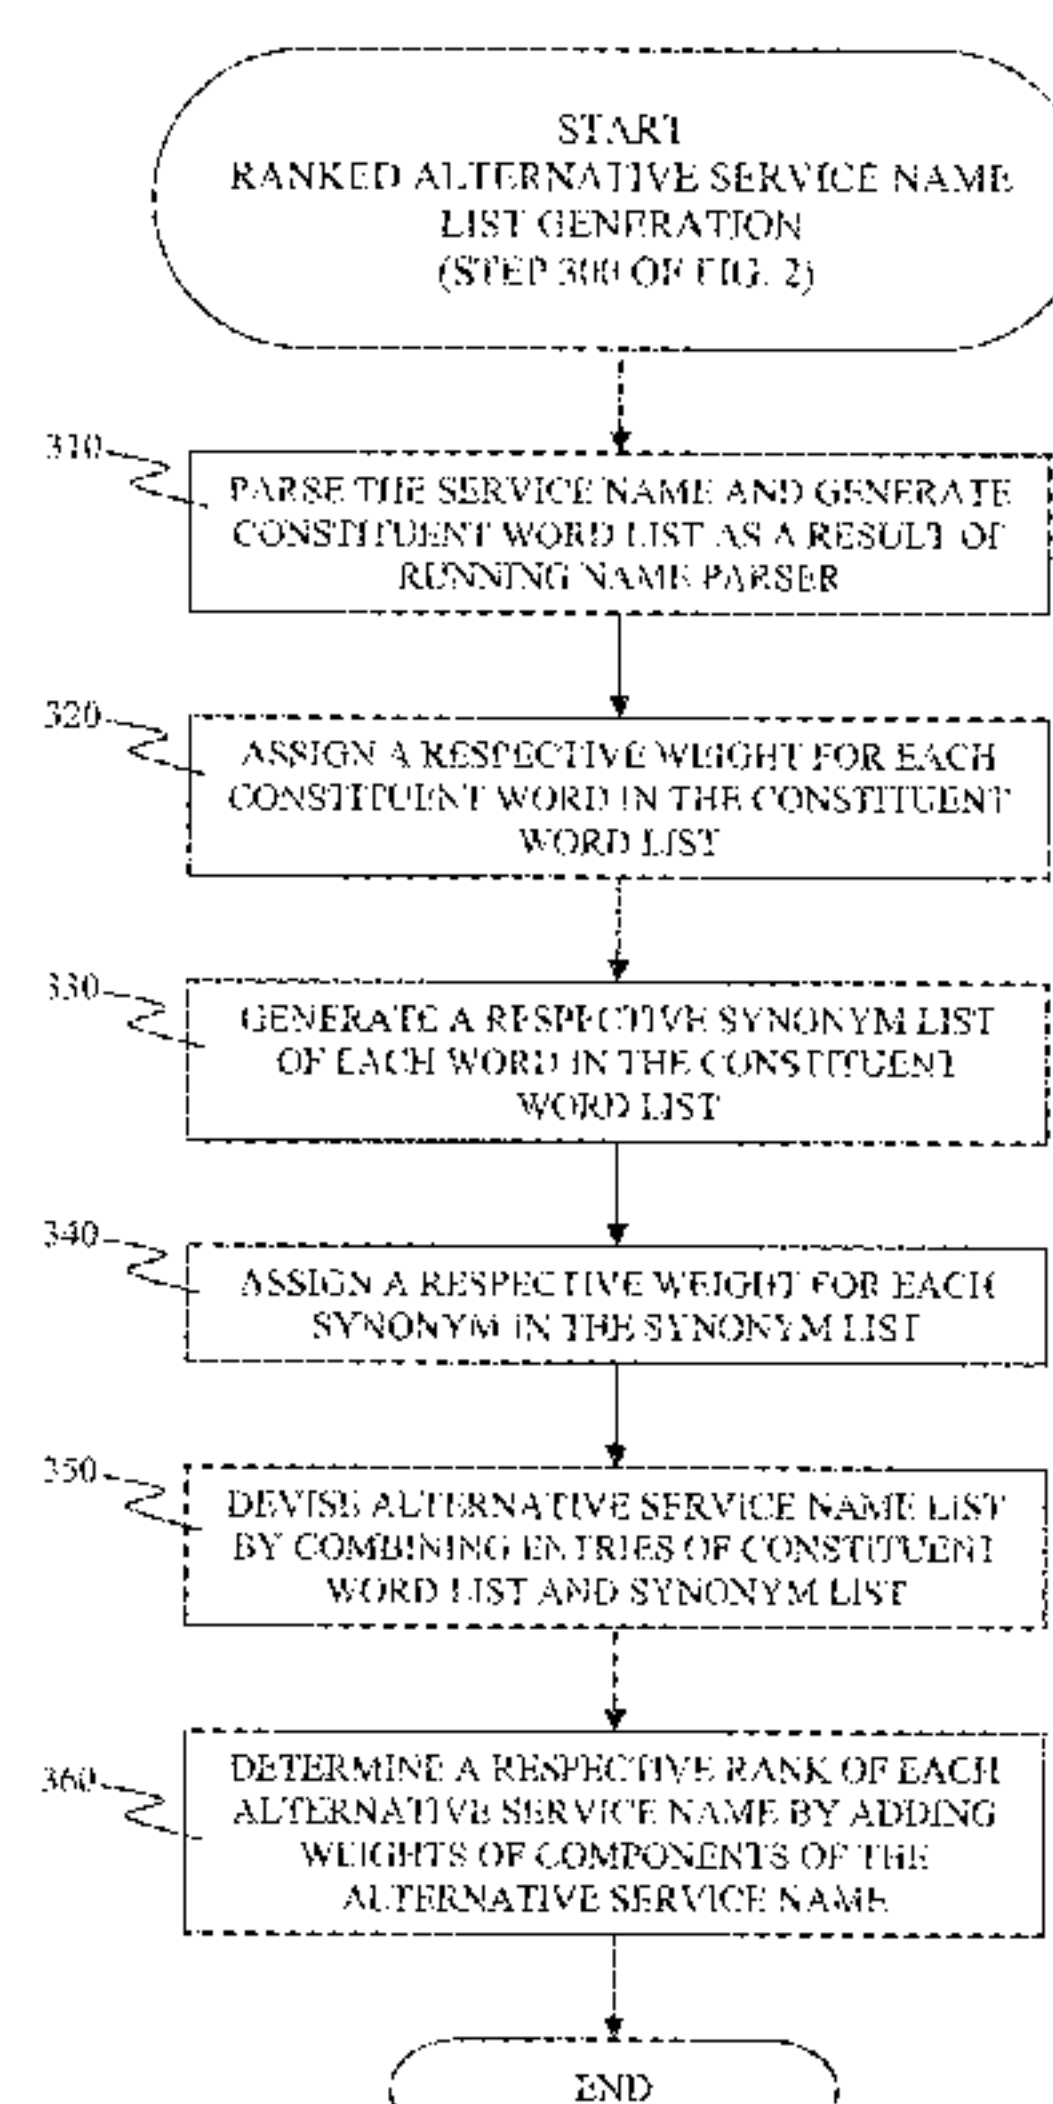 START
RANKED ALTERNATIVE SERVICE NAME
LIST GENERATION
(STEP 300 OF FIG. 2)
310
PARSE THE SERVICE NAME AND GENERATE
CONSTITUENT WORD LIST AS A RESULT OF
RUNNING NAME PARSER
320
ASSIGN A RESPECTIVE WEIGHT FOR EACH
CONSTITUENT WORD IN THE CONSTITUENT
WORD LIST
330
GENERATE A RESPECTIVE SYNONYM LIST
OF EACH WORD IN THE CONSTITUENT
WORD LIST
340
ASSIGN A RESPECTIVE WEIGHT FOR EACH
SYNONYM IN THE SYNONYM LIST
350
DEVISE ALTERNATIVE SERVICE NAME LIST
BY COMBINING ENTRIES OF CONSTITUENT
WORD LIST AND SYNONYM LIST
360
DETERMINE A RESPECTIVE RANK OF EACH
ALTERNATIVE SERVICE NAME BY ADDING
WEIGHTS OF COMPONENTS OF THE
ALTERNATIVE SERVICE NAME
END